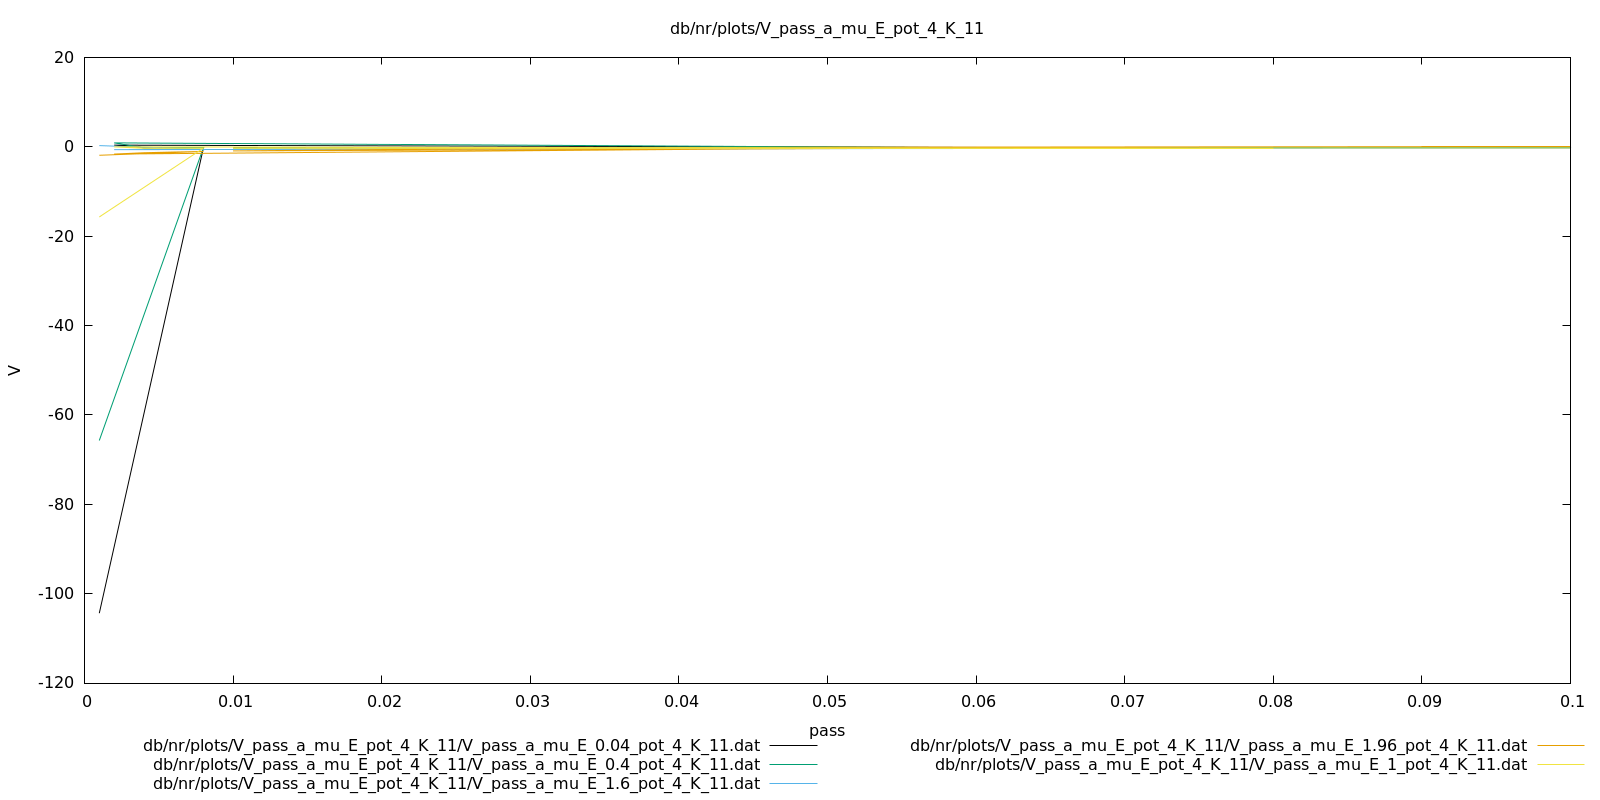 db/nr/plots/V_pass_a_mu_E_pot_4_K_11
20
0
-20
-40
-60
-80
-100
-120
V
0 0.01 0.02 0.03 0.04 0.05 0.06 0.07 0.08 0.09 0.1
pass
db/nr/plots/V_pass_a_mu_E_pot_4_K_11/V_pass_a_mu_E_0.04_pot_4_K_11.dat
db/nr/plots/V_pass_a_mu_E_pot_4_K_11/V_pass_a_mu_E_0.4_pot_4_K_11.dat
db/nr/plots/V_pass_a_mu_E_pot_4_K_11/V_pass_a_mu_E_1.6_pot_4_K_11.dat
db/nr/plots/V_pass_a_mu_E_pot_4_K_11/V_pass_a_mu_E_1.96_pot_4_K_11.dat
db/nr/plots/V_pass_a_mu_E_pot_4_K_11/V_pass_a_mu_E_1_pot_4_K_11.dat